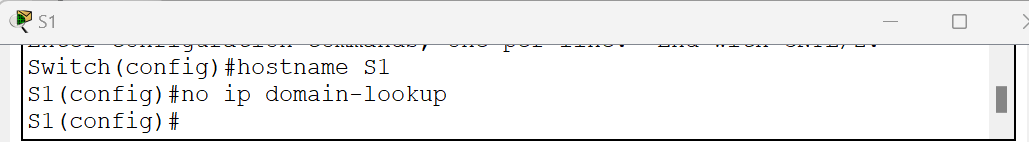 S1
Switch(config)#hostname S1
S1(config)#no ip domain-lookup
S1(config)#